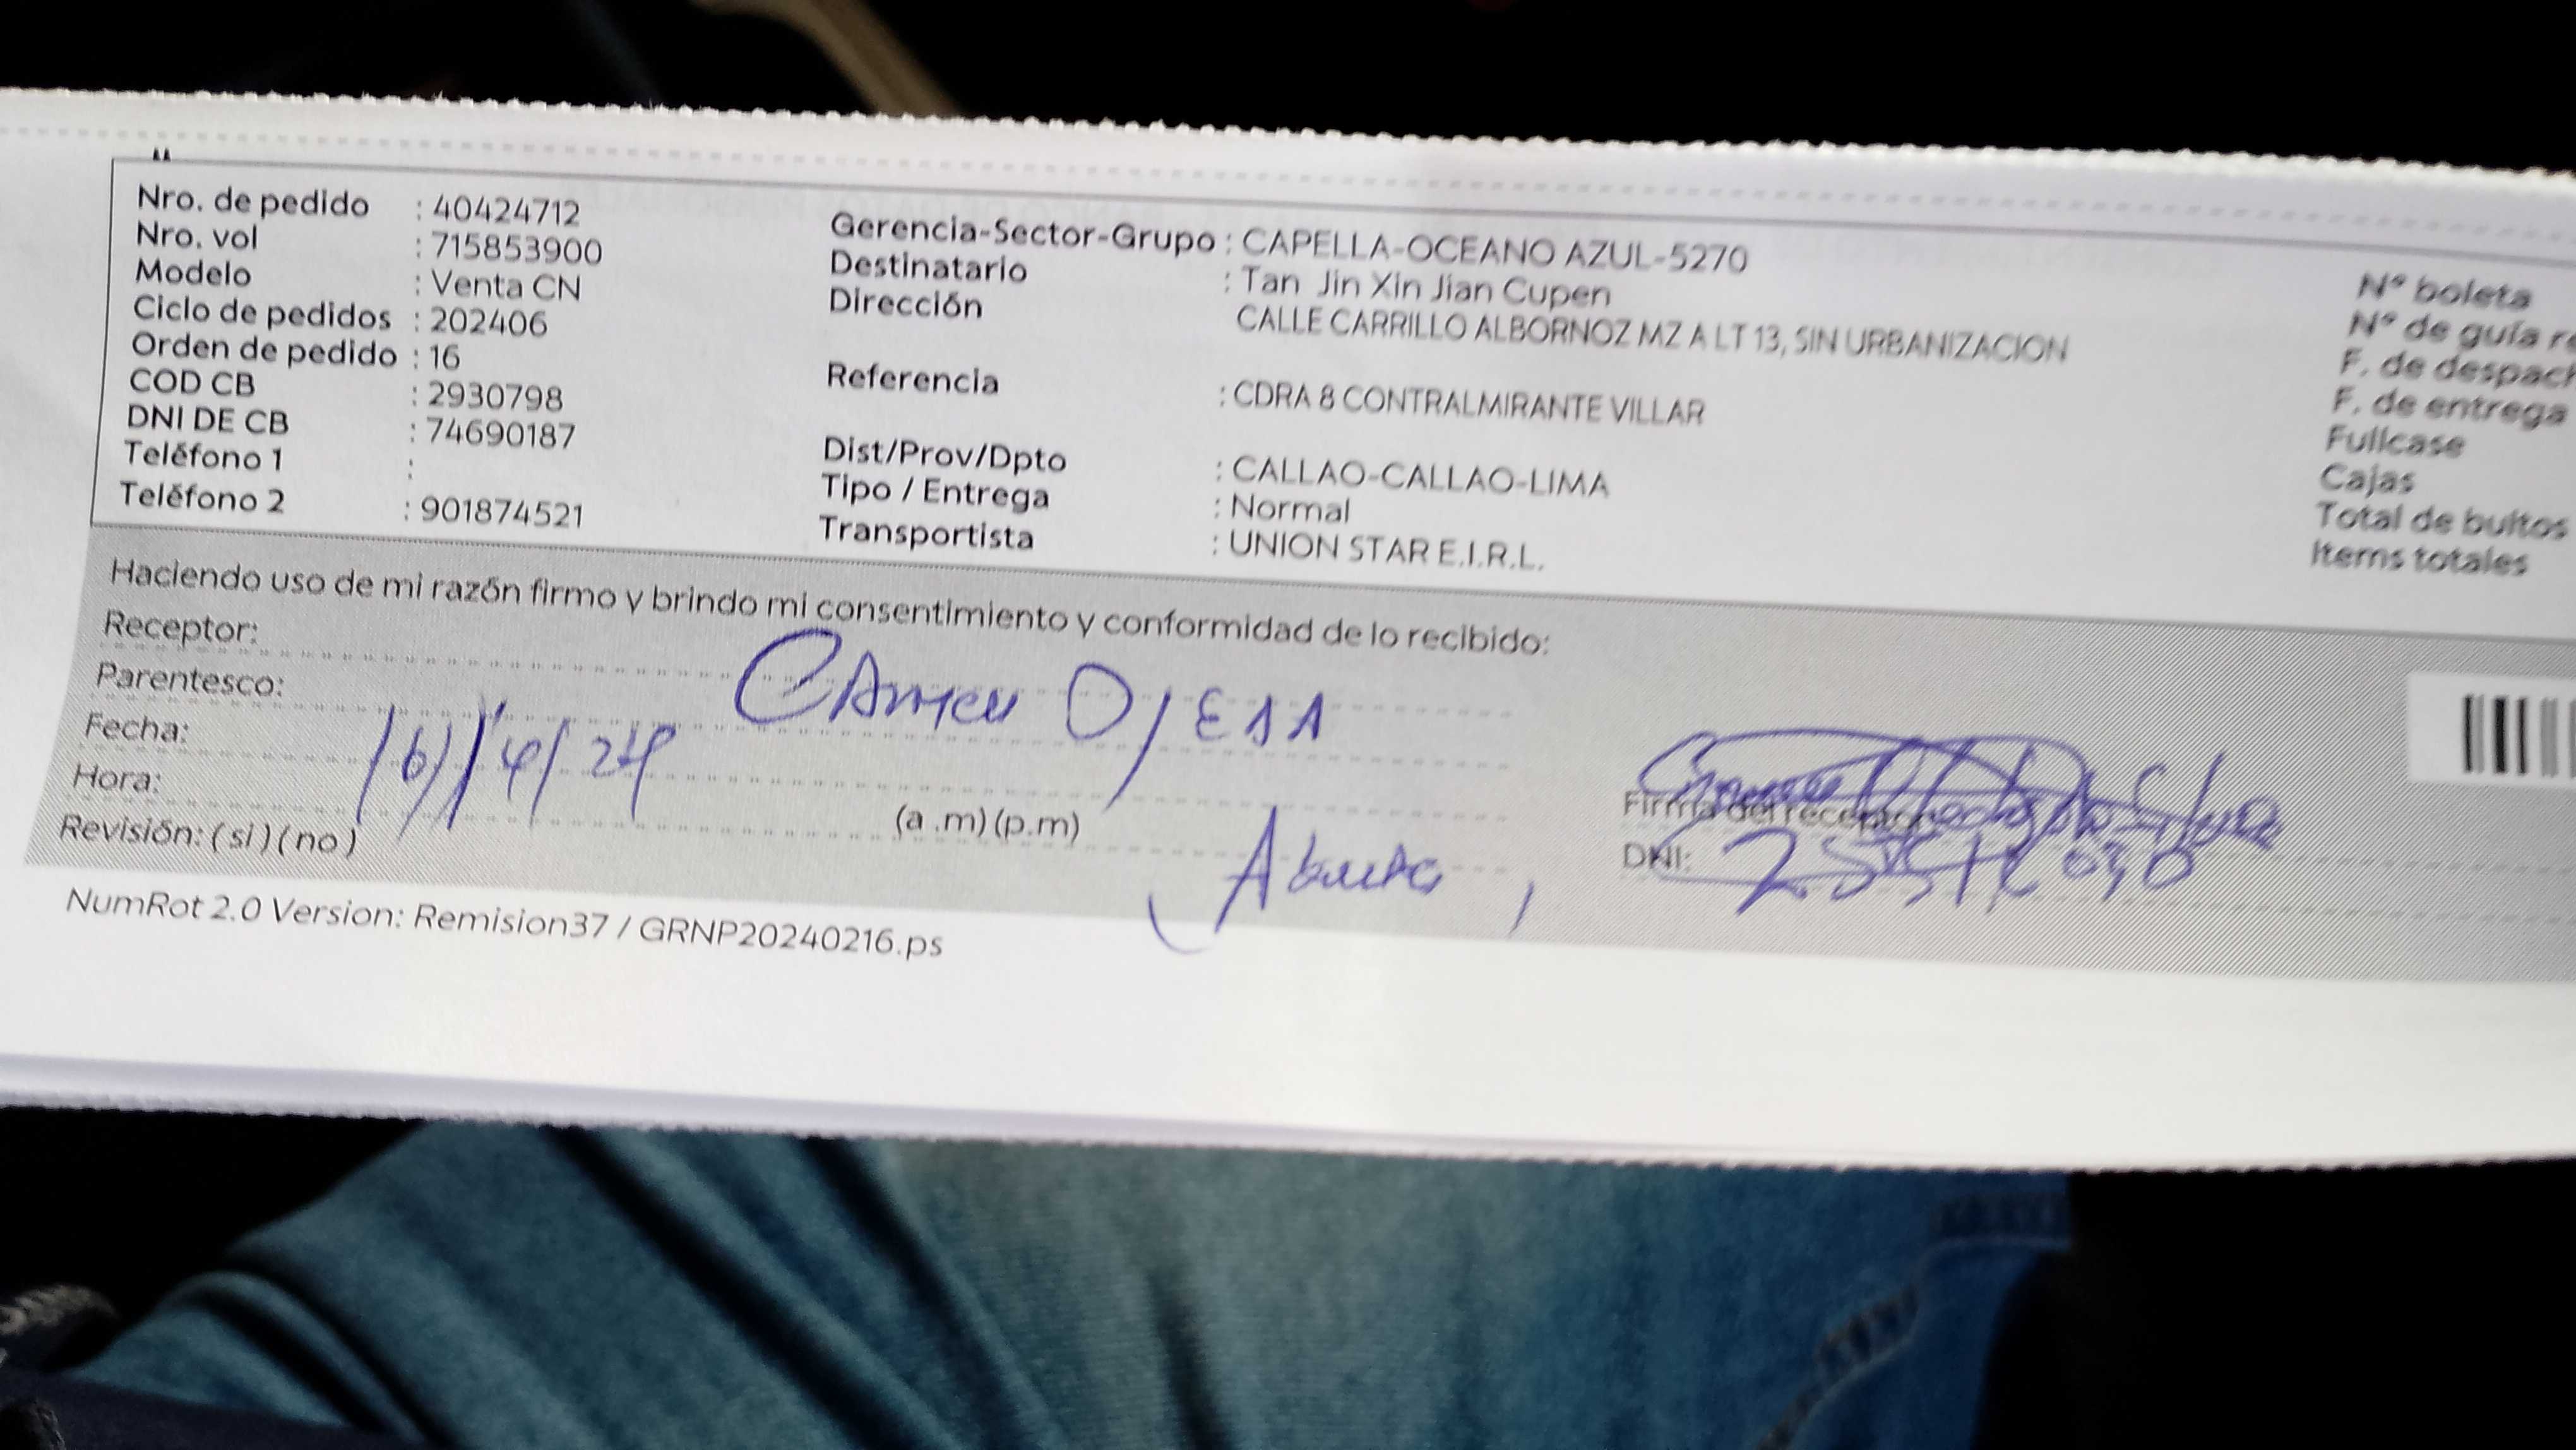 Nro. de pedido : 40424712
Nro. vol : 715853900
Modelo : Venta CN
Ciclo de pedidos : 202406
Orden de pedido : 16
COD CB : 2930798
DNI DE CB : 74690187
Teléfono 1 :
Teléfono 2 : 901874521
Gerencia-Sector-Grupo : CAPELLA-OCEANO AZUL-5270
Destinatario : Tan Jin Xin Jian Cupen
Dirección CALLE CARRILLO ALBORNOZ MZ A LT 13, SIN URBANIZACION
Referencia : CDRA 8 CONTRALMIRANTE VILLAR
Dist/Prov/Dpto : CALLAO-CALLAO-LIMA
Tipo / Entrega : Normal
Transportista : UNION STAR E.I.R.L.
N° boleta
N° de guía re
F. de despach
F. de entrega
Fullcase
Cajas
Total de bultos
Items totales
Haciendo uso de mi razón firmo y brindo mi consentimiento y conformidad de lo recibido:
Receptor: Carmen
Parentesco:
Fecha: 16/4/24
Hora: (a .m) (p.m)
Revisión: ( si ) ( no )
Firma del receptor
DNI:
NumRot 2.0 Version: Remision37 / GRNP20240216.ps